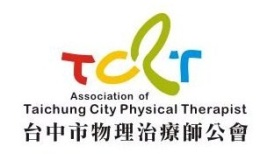 TCPT
Association of
Taichung City Physical Therapist
台中市物理治療師公會